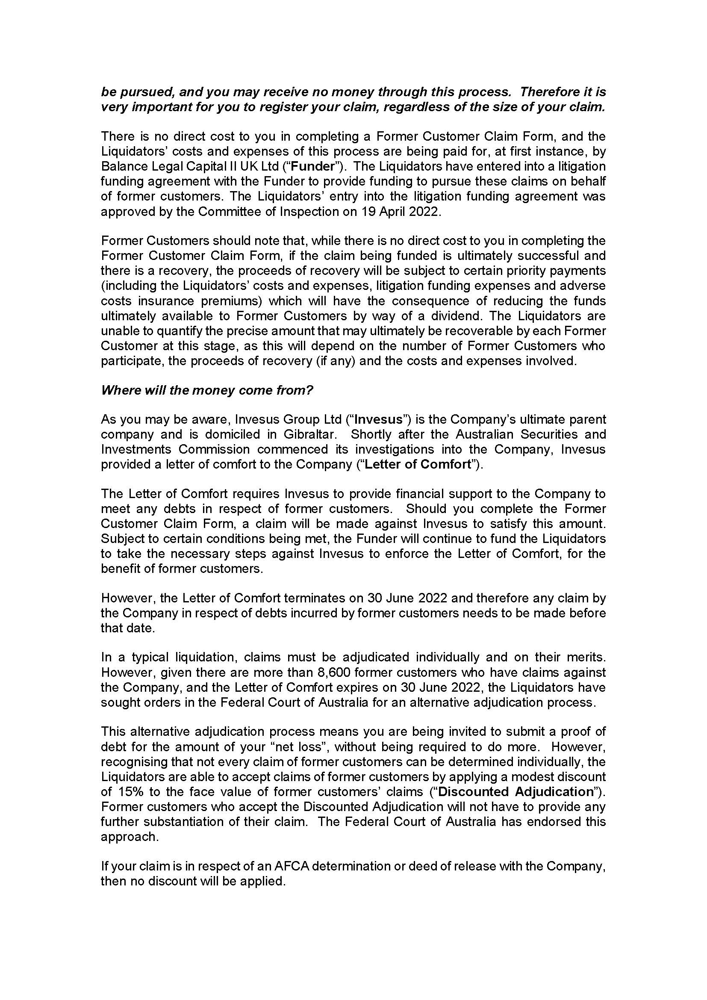 be pursued, and you may receive no money through this process.  Therefore it is
very important for you to register your claim, regardless of the size of your claim.
There is no direct cost to you in completing a Former Customer Claim Form, and the
Liquidators’ costs and expenses of this process are being paid for, at first instance, by
Balance Legal Capital II UK Ltd (“Funder”).  The Liquidators have entered into a litigation
funding agreement with the Funder to provide funding to pursue these claims on behalf
of former customers. The Liquidators’ entry into the litigation funding agreement was
approved by the Committee of Inspection on 19 April 2022.
Former Customers should note that, while there is no direct cost to you in completing the
Former Customer Claim Form, if the claim being funded is ultimately successful and
there is a recovery, the proceeds of recovery will be subject to certain priority payments
(including the Liquidators’ costs and expenses, litigation funding expenses and adverse
costs insurance premiums) which will have the consequence of reducing the funds
ultimately available to Former Customers by way of a dividend. The Liquidators are
unable to quantify the precise amount that may ultimately be recoverable by each Former
Customer at this stage, as this will depend on the number of Former Customers who
participate, the proceeds of recovery (if any) and the costs and expenses involved.
Where will the money come from?
As you may be aware, Invesus Group Ltd (“Invesus”) is the Company’s ultimate parent
company and is domiciled in Gibraltar.  Shortly after the Australian Securities and
Investments Commission commenced its investigations into the Company, Invesus
provided a letter of comfort to the Company (“Letter of Comfort”).
The Letter of Comfort requires Invesus to provide financial support to the Company to
meet any debts in respect of former customers.  Should you complete the Former
Customer Claim Form, a claim will be made against Invesus to satisfy this amount.
Subject to certain conditions being met, the Funder will continue to fund the Liquidators
to take the necessary steps against Invesus to enforce the Letter of Comfort, for the
benefit of former customers.
However, the Letter of Comfort terminates on 30 June 2022 and therefore any claim by
the Company in respect of debts incurred by former customers needs to be made before
that date.
In a typical liquidation, claims must be adjudicated individually and on their merits.
However, given there are more than 8,600 former customers who have claims against
the Company, and the Letter of Comfort expires on 30 June 2022, the Liquidators have
sought orders in the Federal Court of Australia for an alternative adjudication process.
This alternative adjudication process means you are being invited to submit a proof of
debt for the amount of your “net loss”, without being required to do more.  However,
recognising that not every claim of former customers can be determined individually, the
Liquidators are able to accept claims of former customers by applying a modest discount
of 15% to the face value of former customers’ claims (“Discounted Adjudication”).
Former customers who accept the Discounted Adjudication will not have to provide any
further substantiation of their claim.  The Federal Court of Australia has endorsed this
approach.
If your claim is in respect of an AFCA determination or deed of release with the Company,
then no discount will be applied.